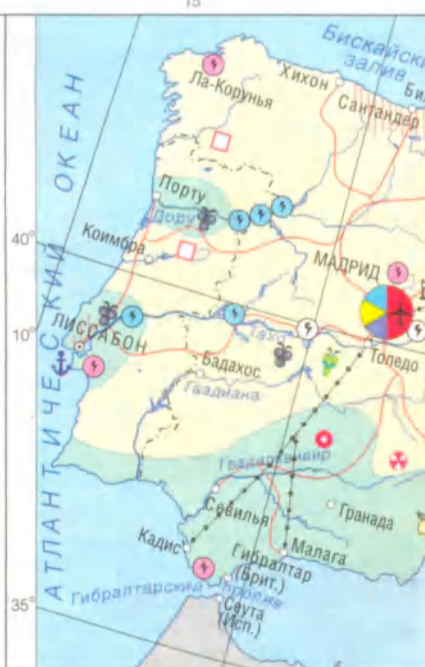 15
Бискайский
залив
Хихон
Сантандер
Ла-Корунья
АТЛАНТИЧЕСКИЙ ОКЕАН
Порту
Дору
40°
Коимбра
МАДРИД
10°
ЛИССАБОН
Тахо
Толедо
Бадахос
Гвадиана
Гвадалквивир
Севилья
Гранада
Кадис
Гибралтар
(Брит.)
Малага
Гибралтарский пролив
Сеута
(Исп.)
35°